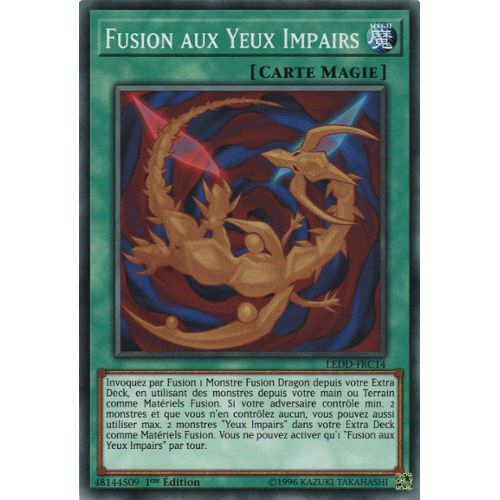 FUSION AUX YEUX IMPAIRS 魔
[CARTE MAGIE]
LEDD-FRC14
Invoquez par Fusion 1 Monstre Fusion Dragon depuis votre Extra
Deck, en utilisant des monstres depuis votre main ou Terrain
comme Matériels Fusion. Si votre adversaire contrôle min. 2
monstres et que vous n'en contrôlez aucun, vous pouvez aussi
utiliser max. 2 monstres "Yeux Impairs" dans votre Extra Deck
comme Matériels Fusion. Vous ne pouvez activer qu'1 "Fusion aux
Yeux Impairs" par tour.
48144509 1ère Édition ©1996 KAZUKI TAKAHASHI